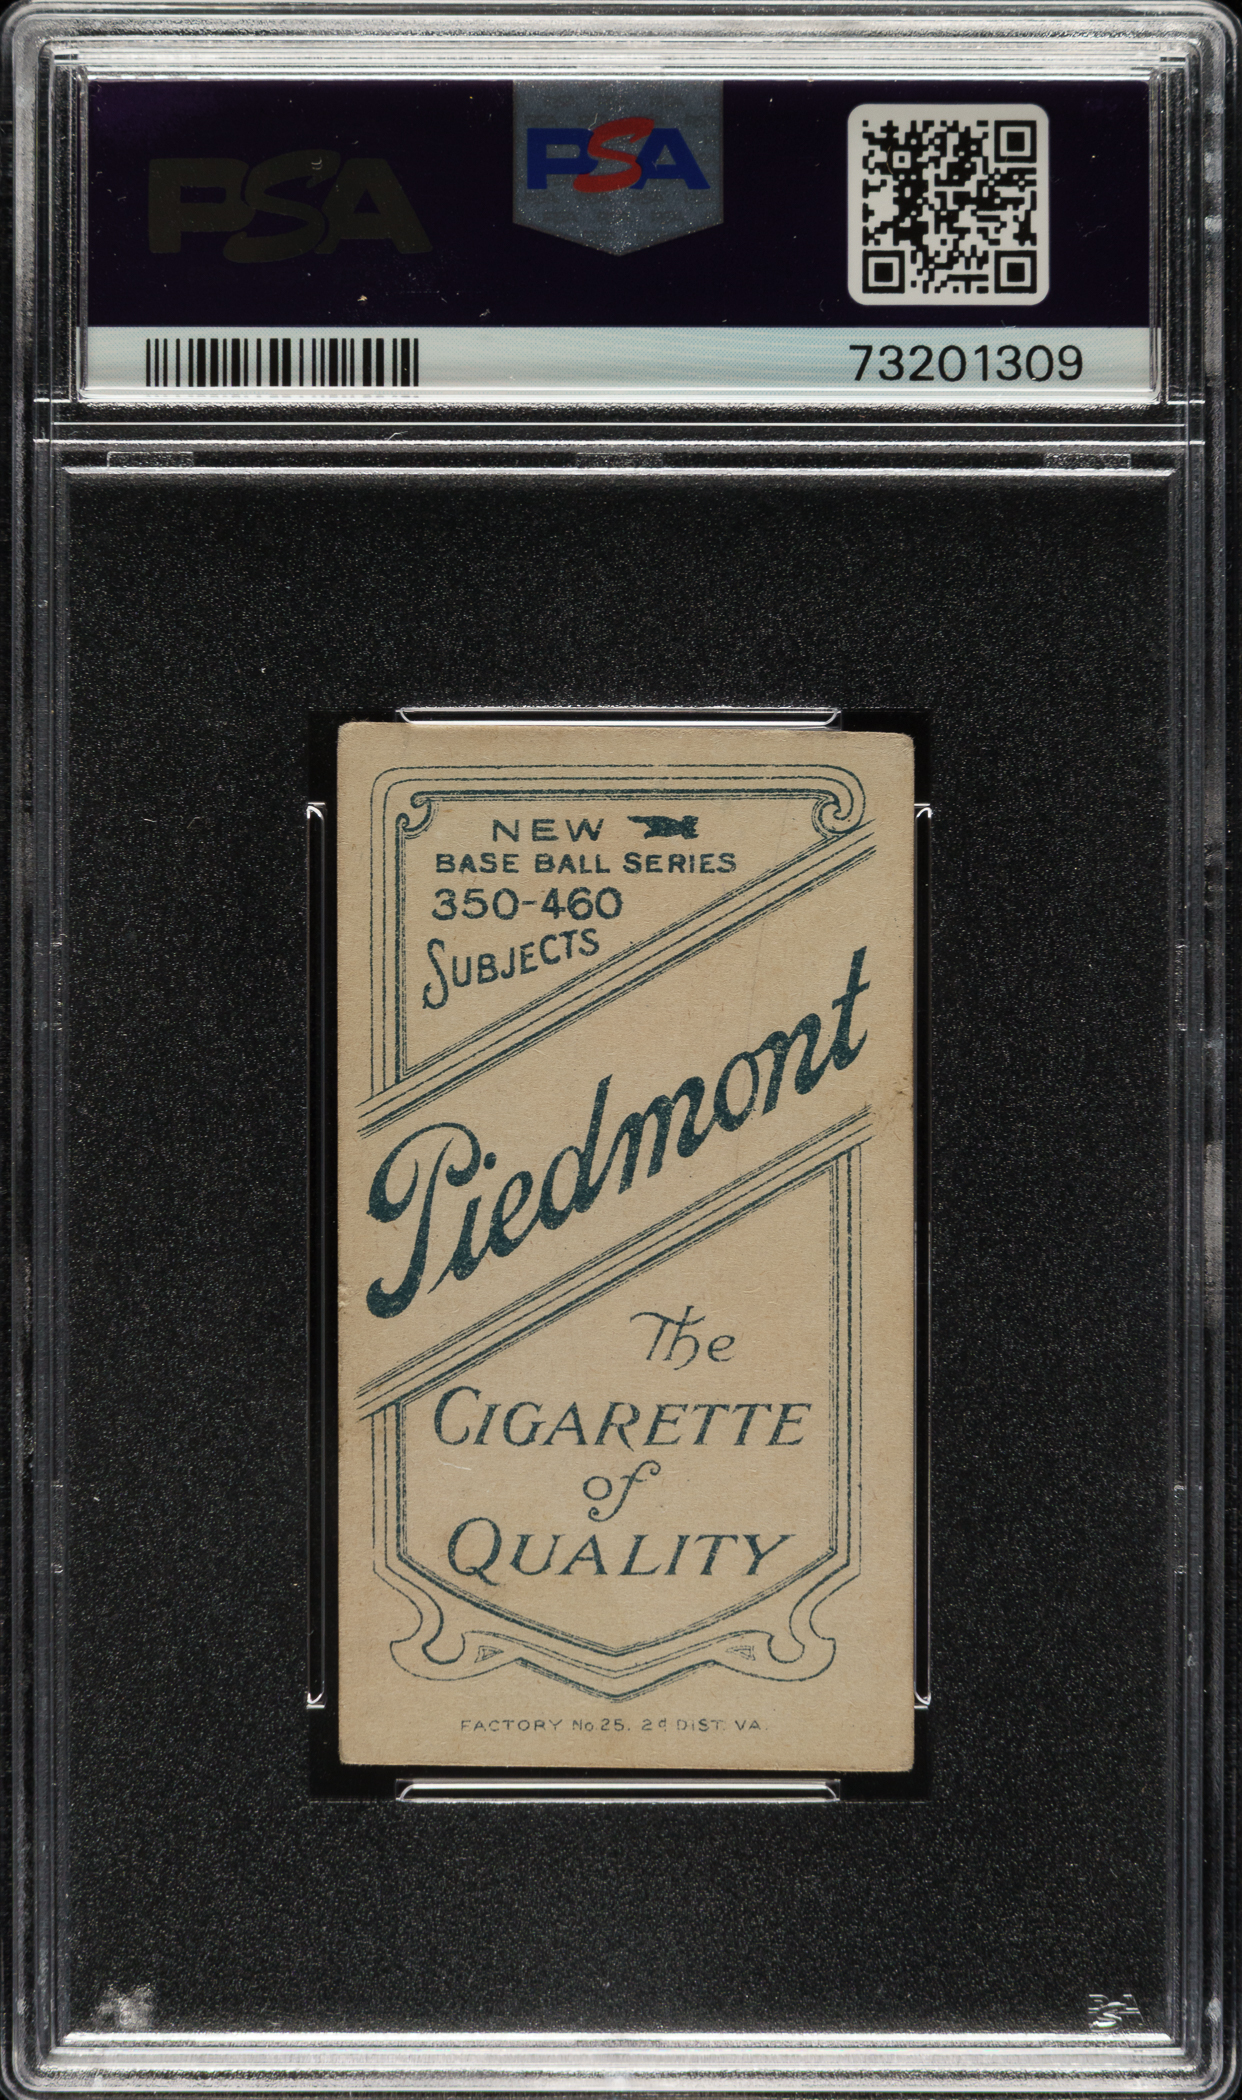 PSA
PSA
73201309
NEW
BASE BALL SERIES
350-460
SUBJECTS
Piedmont
The
CIGARETTE
of
QUALITY
FACTORY No 25. 2d DIST. VA.
PSA